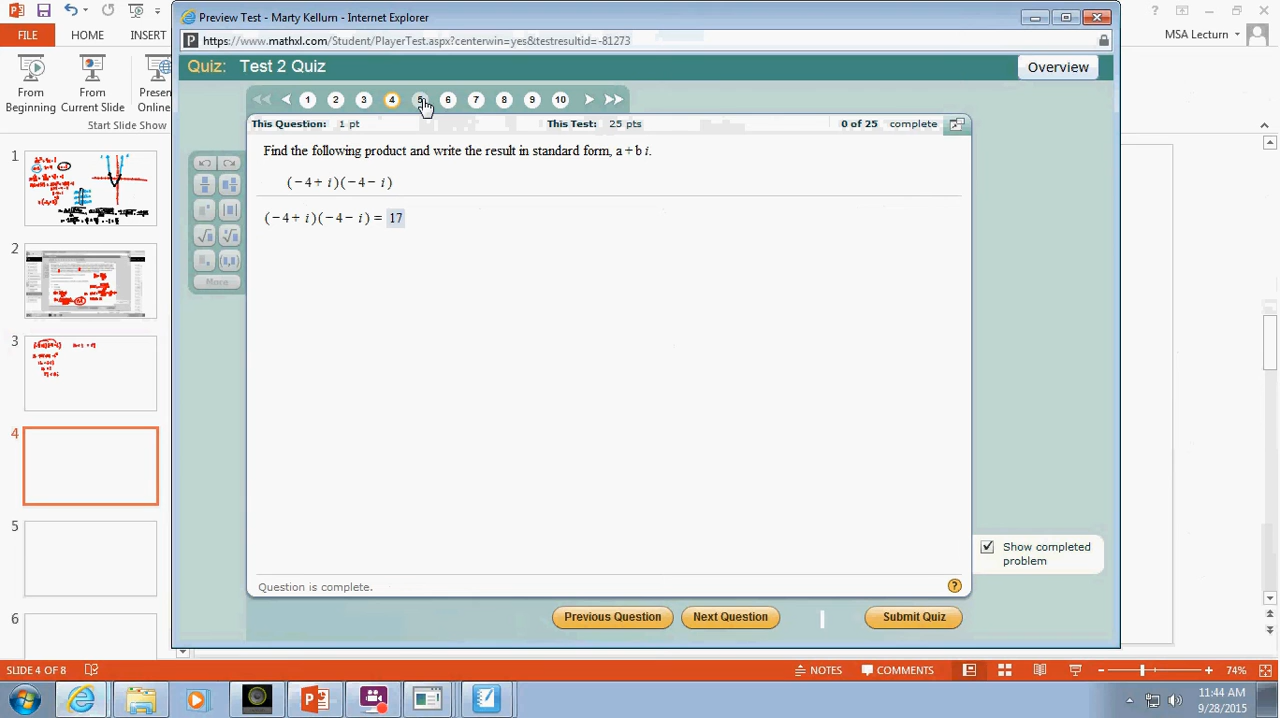 Preview Test - Marty Kellum - Internet Explorer
FILE HOME INSERT
https://www.mathxl.com/Student/PlayerTest.aspx?centerwin=yes&testresultid=-81273
MSA Lecture
Quiz: Test 2 Quiz
Overview
From Beginning
From Current Slide
Present Online
Start Slide Show
1 2 3 4 5 6 7 8 9 10
This Question: 1 pt
This Test: 25 pts
0 of 25 complete
Find the following product and write the result in standard form, a + b i.
(−4 + i)(−4 − i)
(−4 + i)(−4 − i) = 17
More
1
2
3
4
5
6
Show completed
problem
Question is complete.
Previous Question
Next Question
Submit Quiz
SLIDE 4 OF 8
NOTES
COMMENTS
74%
11:44 AM
9/28/2015